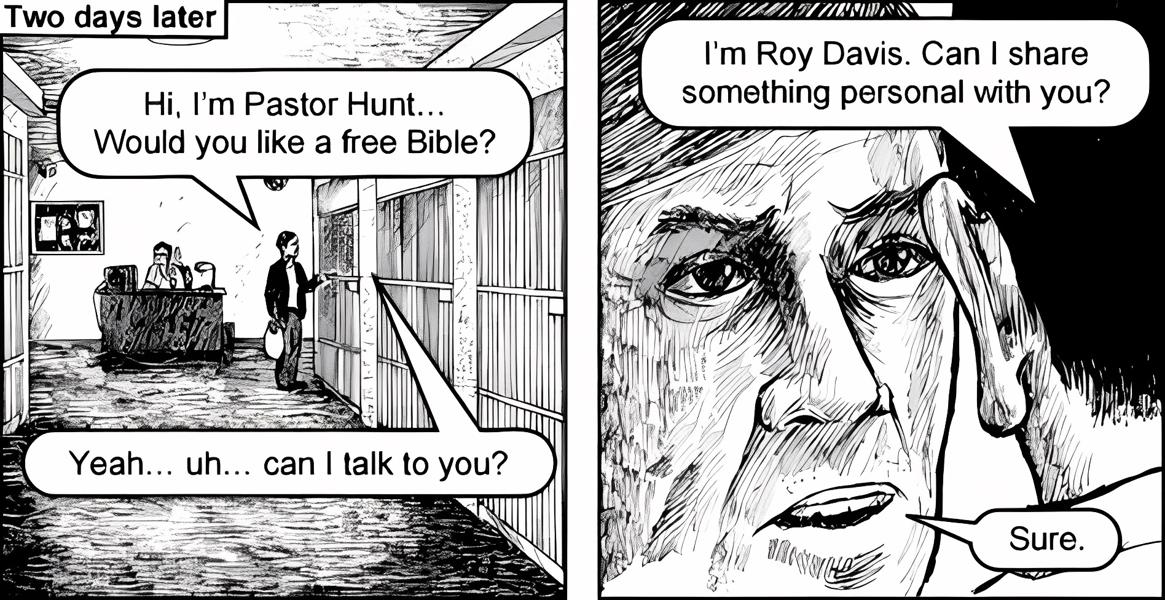 Two days later
Hi, I'm Pastor Hunt...
Would you like a free Bible?
Yeah... uh... can I talk to you?
I'm Roy Davis. Can I share
something personal with you?
Sure.